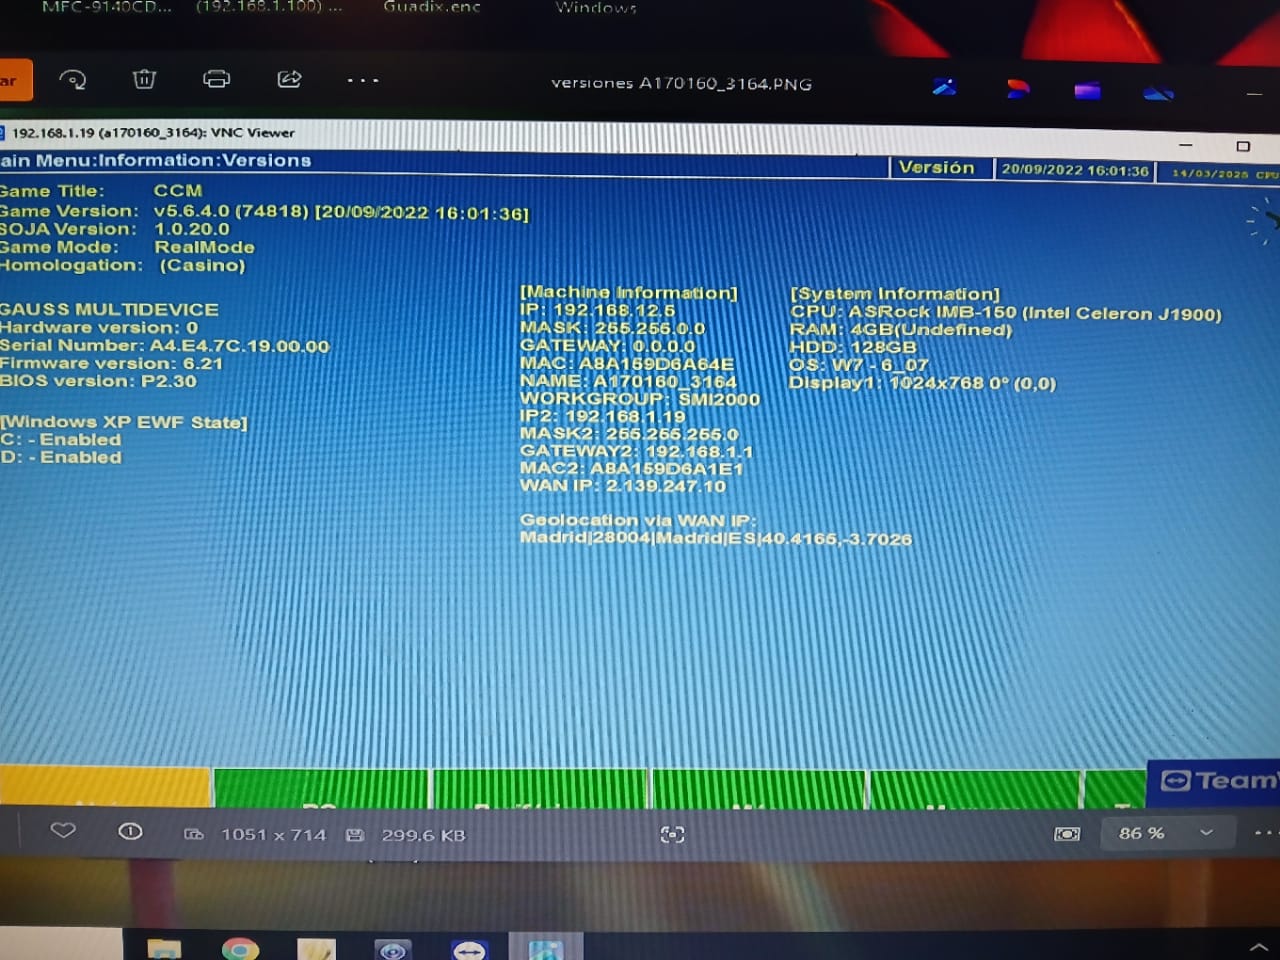 MFC-9140CD... (192.168.1.100) ... Guadix.enc Windows
ar
versiones A170160_3164.PNG
192.168.1.19 (a170160_3164): VNC Viewer
ain Menu:Information:Versions
Versión
20/09/2022 16:01:36
14/03/2025 CPU
Game Title: CCM
Game Version: v5.6.4.0 (74818) [20/09/2022 16:01:36]
SOJA Version: 1.0.20.0
Game Mode: RealMode
Homologation: (Casino)
GAUSS MULTIDEVICE
Hardware version: 0
Serial Number: A4.E4.7C.19.00.00
Firmware version: 6.21
BIOS version: P2.30
[Windows XP EWF State]
C: - Enabled
D: - Enabled
[Machine Information]
IP: 192.168.12.5
MASK: 255.255.0.0
GATEWAY: 0.0.0.0
MAC: A8A159D6A64E
NAME: A170160_3164
WORKGROUP: SMI2000
IP2: 192.168.1.19
MASK2: 255.255.255.0
GATEWAY2: 192.168.1.1
MAC2: A8A159D6A1E1
WAN IP: 2.139.247.10
Geolocation via WAN IP:
Madrid|28004|Madrid|ES|40.4165,-3.7026
[System Information]
CPU: ASRock IMB-150 (Intel Celeron J1900)
RAM: 4GB(Undefined)
HDD: 128GB
OS: W7 - 6_07
Display1: 1024x768 0º (0,0)
Team
1051 x 714
299.6 KB
86 %